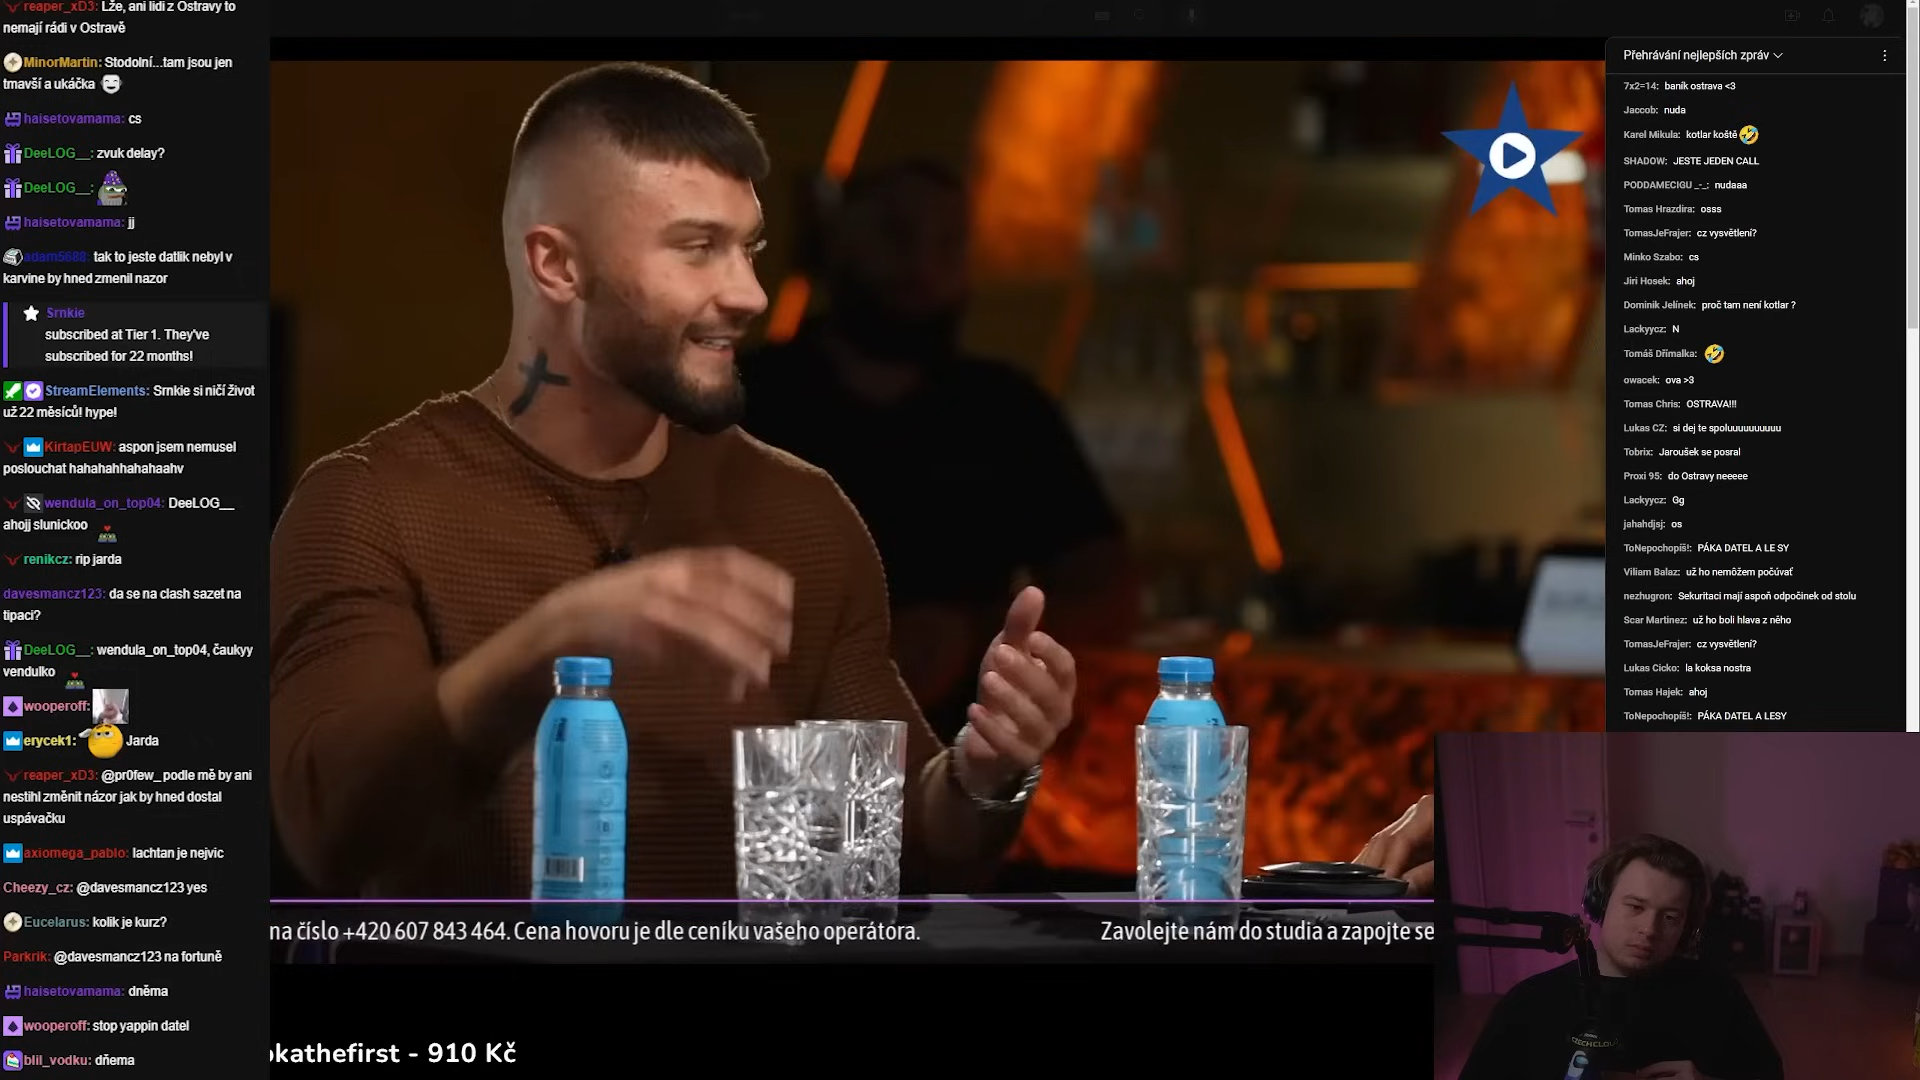 reaper_xD3: Lže, ani lidi z Ostravy to
nemají rádi v Ostravě
MinorMartin: Stodolní...tam jsou jen
tmavší a ukáčka
haisetovamama: cs
DeeLOG__: zvuk delay?
DeeLOG__:
haisetovamama: jj
adam5688: tak to jeste datlik nebyl v
karvine by hned zmenil nazor
Srnkie
subscribed at Tier 1. They've
subscribed for 22 months!
StreamElements: Srnkie si ničí život
už 22 měsíců! hype!
KirtapEUW: aspon jsem nemusel
poslouchat hahahahhahahaahv
wendula_on_top04: DeeLOG__
ahojj slunickoo
renikcz: rip jarda
davesmancz123: da se na clash sazet na
tipaci?
DeeLOG__: wendula_on_top04, čaukyy
vendulko
wooperoff:
erycek1: Jarda
reaper_xD3: @pr0few_ podle mě by ani
nestihl změnit názor jak by hned dostal
uspávačku
axiomega_pablo: lachtan je nejvic
Cheezy_cz: @davesmancz123 yes
Eucelarus: kolik je kurz?
Parkrik: @davesmancz123 na fortuně
haisetovamama: dněma
wooperoff: stop yappin datel
blil_vodku: dňema
na číslo +420 607 843 464. Cena hovoru je dle ceníku vašeho operátora.
Zavolejte nám do studia a zapojte se
okathefirst - 910 Kč
Přehrávání nejlepších zpráv
7x2=14: baník ostrava <3
Jaccob: nuda
Karel Mikula: kotlar koště
SHADOW: JESTE JEDEN CALL
PODDAMECIGU _-_: nudaaa
Tomas Hrazdira: osss
TomasJeFrajer: cz vysvětlení?
Minko Szabo: cs
Jiri Hosek: ahoj
Dominik Jelínek: proč tam není kotlar ?
Lackyycz: N
Tomáš Dřímalka:
owacek: ova >3
Tomas Chris: OSTRAVA!!!
Lukas CZ: si dej te spoluuuuuuuuuu
Tobrix: Jaroušek se posral
Proxi 95: do Ostravy neeeee
Lackyycz: Gg
jahahdjsj: os
ToNepochopíš!: PÁKA DATEL A LE SY
Viliam Balaz: už ho nemôžem počúvať
nezhugron: Sekuritaci mají aspoň odpočinek od stolu
Scar Martinez: už ho boli hlava z něho
TomasJeFrajer: cz vysvětlení?
Lukas Cicko: la koksa nostra
Tomas Hajek: ahoj
ToNepochopíš!: PÁKA DATEL A LESY